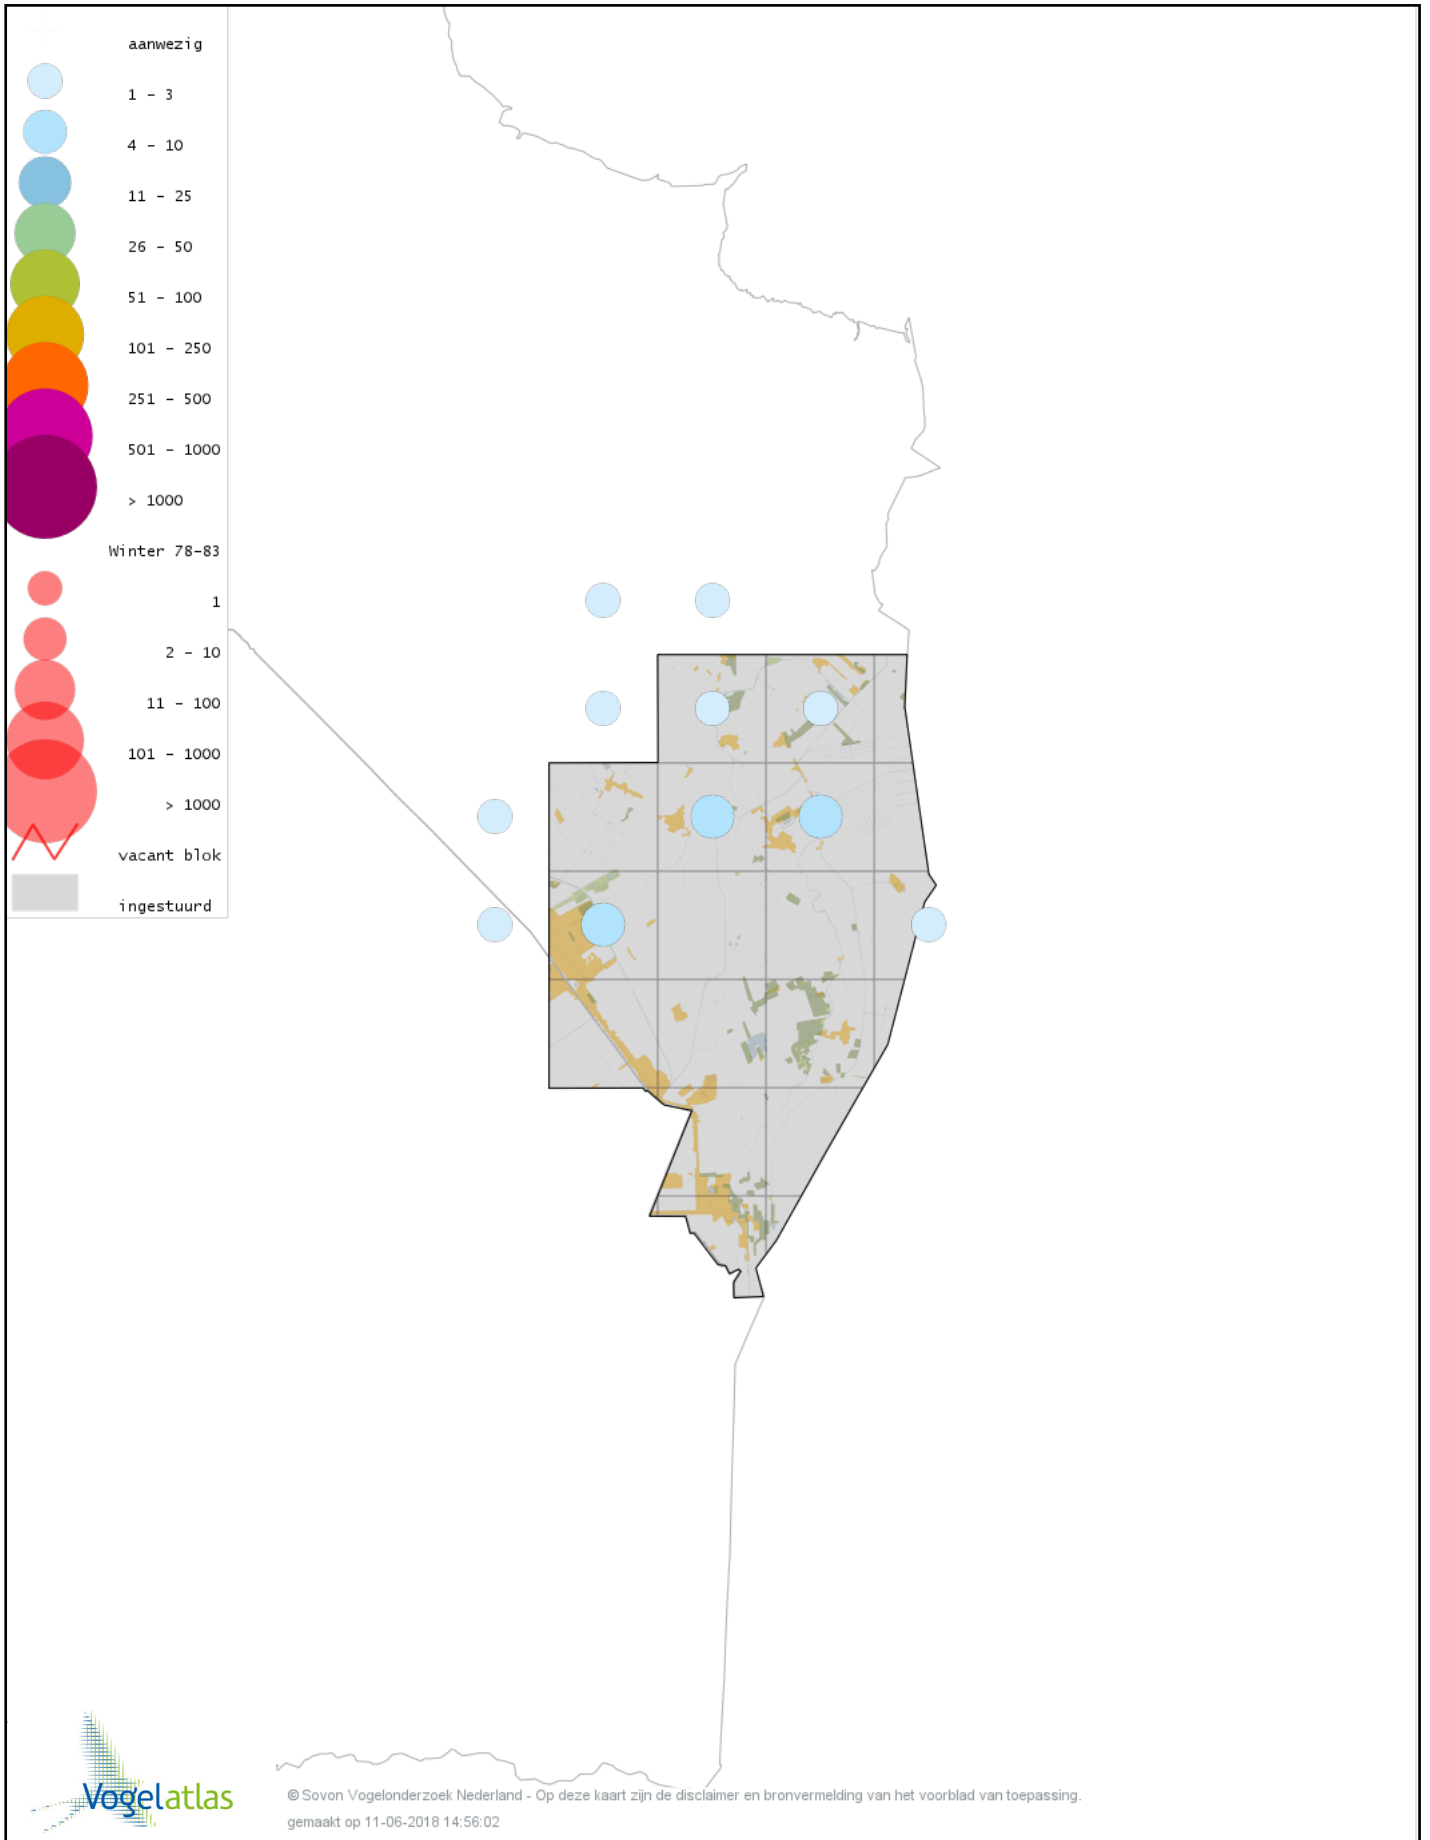 aanwezig
1 - 3
4 - 10
11 - 25
26 - 50
51 - 100
101 - 250
251 - 500
501 - 1000
> 1000
Winter 78-83
1
2 - 10
11 - 100
101 - 1000
> 1000
vacant blok
ingestuurd
Vogelatlas
© Sovon Vogelonderzoek Nederland - Op deze kaart zijn de disclaimer en bronvermelding van het voorblad van toepassing.
gemaakt op 11-06-2018 14:56:02